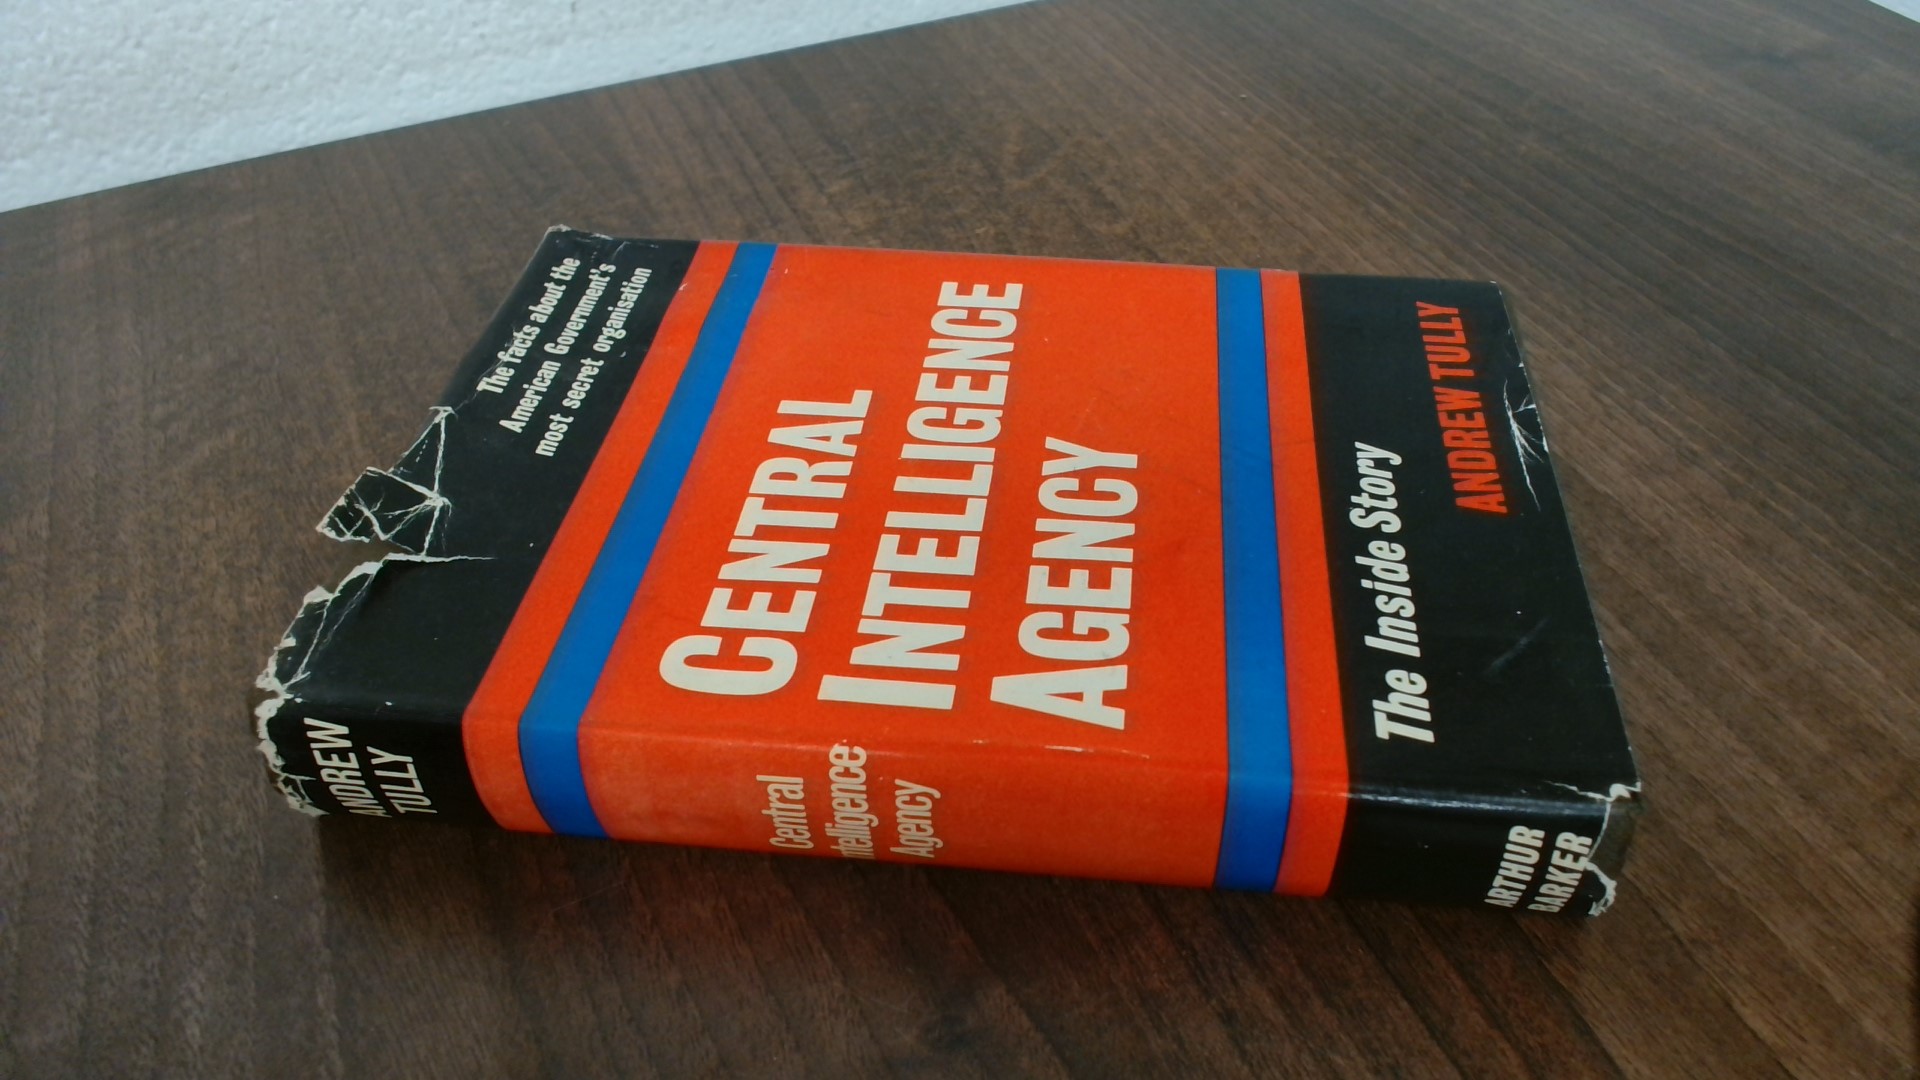 The facts about the
American Government's
most secret organisation
CENTRAL
INTELLIGENCE
AGENCY
The Inside Story
ANDREW TULLY
ANDREW
TULLY
Central
Intelligence
Agency
ARTHUR
BARKER